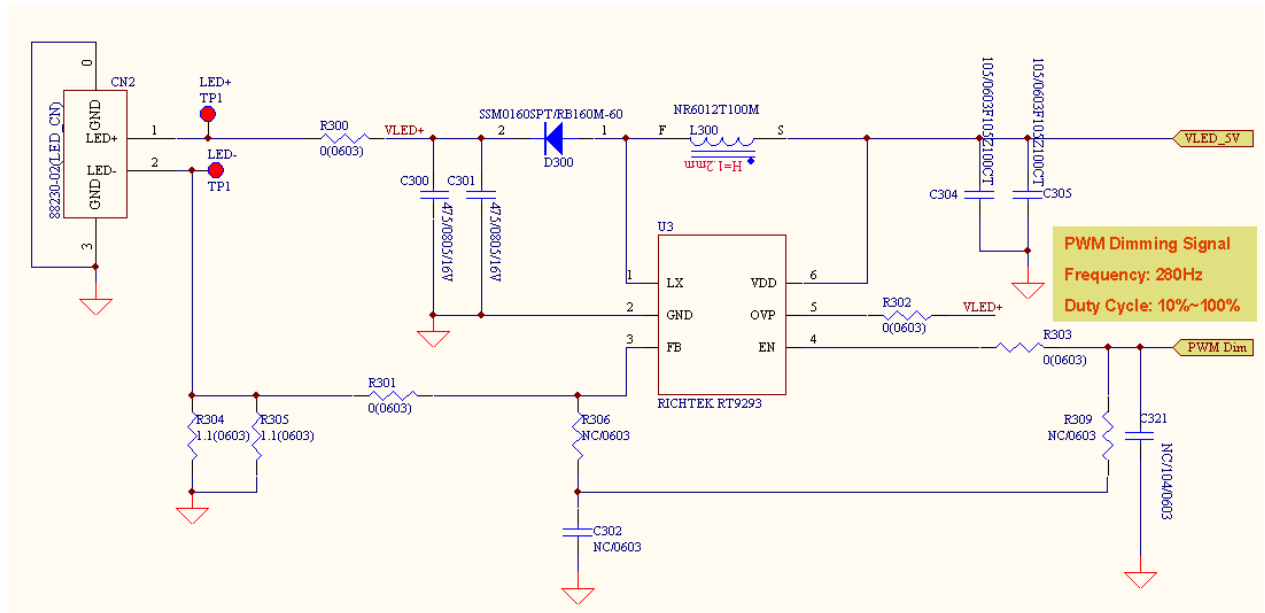 0
CN2
88230-02(LED_CN)
GND
LED+
LED-
GND
3
1
2
LED+
TP1
LED-
TP1
R300
0(0603)
VLED+
C300
475/0805/16V
C301
475/0805/16V
SSM0160SPT/RB160M-60
2
1
D300
NR6012T100M
F
L300
S
H=1.2mm
105/0603F105Z100CT
105/0603F105Z100CT
C304
C305
VLED_5V
U3
1
LX
VDD
6
2
GND
OVP
5
3
FB
EN
4
RICHTEK RT9293
R302
0(0603)
VLED+
PWM Dimming Signal
Frequency: 280Hz
Duty Cycle: 10%~100%
R303
0(0603)
PWM Dim
R301
0(0603)
R304
1.1(0603)
R305
1.1(0603)
R306
NC/0603
R309
NC/0603
C321
NC/104/0603
C302
NC/0603